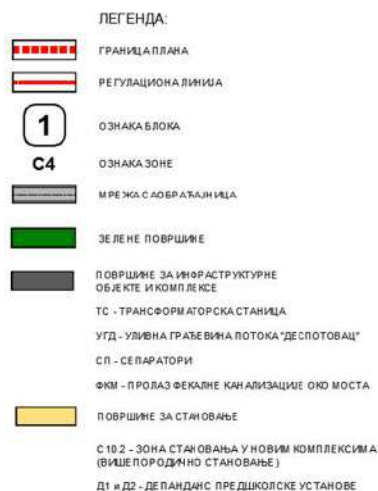 ЛЕГЕНДА:
ГРАНИЦА ПЛАНА
РЕГУЛАЦИОНА ЛИНИЈА
1
ОЗНАКА БЛОКА
С4
ОЗНАКА ЗОНЕ
МРЕЖА САОБРАЋАЈНИЦА
ЗЕЛЕНЕ ПОВРШИНЕ
ПОВРШИНЕ ЗА ИНФРАСТРУКТУРНЕ
ОБЈЕКТЕ И КОМПЛЕКСЕ
ТС - ТРАНСФОРМАТОРСКА СТАНИЦА
УГД - УЛИВНА ГРАЂЕВИНА ПОТОКА "ДЕСПОТОВАЦ"
СП - СЕПАРАТОРИ
ФКМ - ПРОЛАЗ ФЕКАЛНЕ КАНАЛИЗАЦИЈЕ ОКО МОСТА
ПОВРШИНЕ ЗА СТАНОВАЊЕ
С10.2 - ЗОНА СТАНОВАЊА У НОВИМ КОМПЛЕКСИМА
(ВИШЕПОРОДИЧНО СТАНОВАЊЕ)
Д1 и Д2 - ДЕПАНДАНС ПРЕДШКОЛСКЕ УСТАНОВЕ